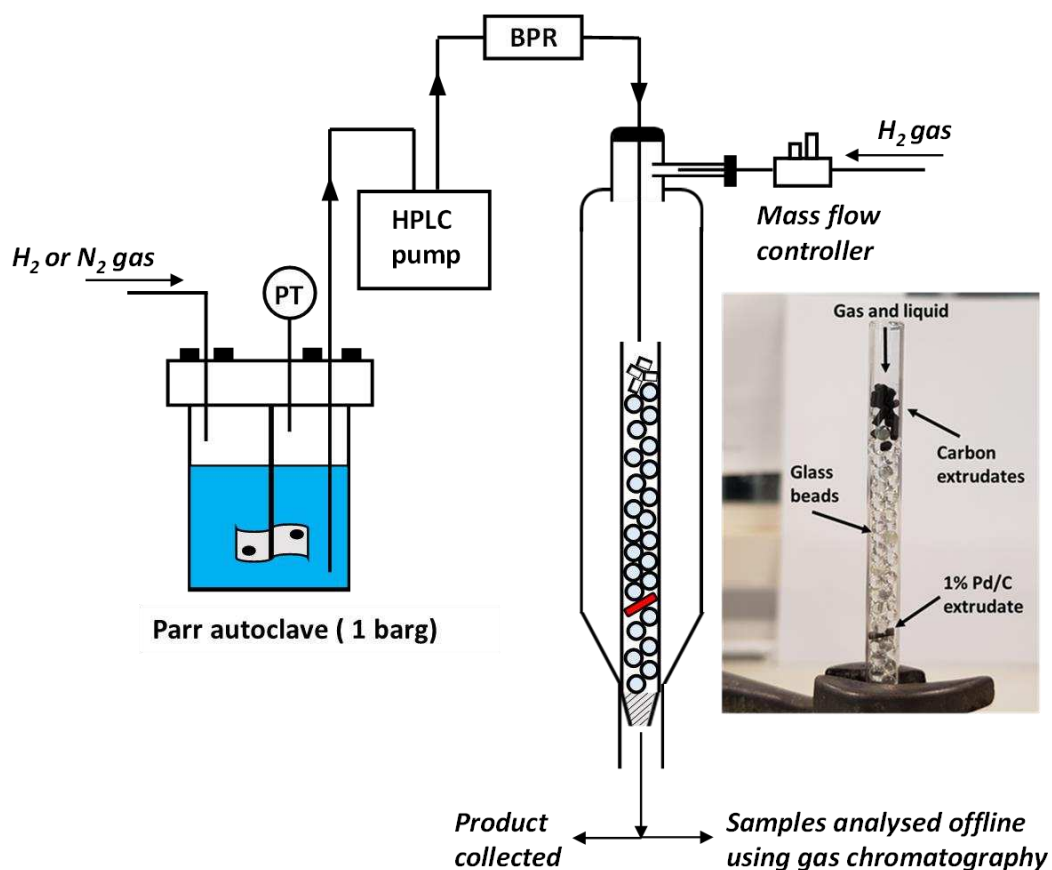 BPR
H2 gas
Mass flow
controller
HPLC
pump
H2 or N2 gas
PT
Parr autoclave ( 1 barg)
Gas and liquid
Carbon
extrudates
Glass
beads
1% Pd/C
extrudate
Product
collected
Samples analysed offline
using gas chromatography